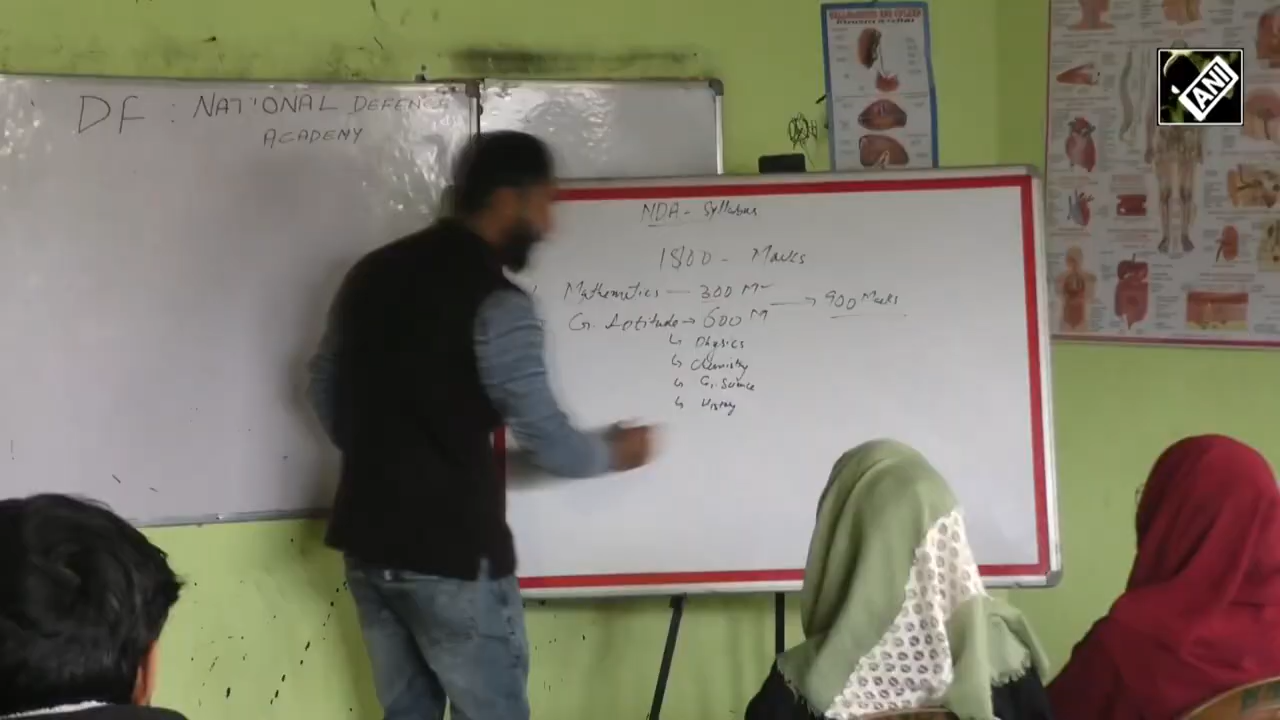 DF : NATIONAL DEFENCE
ACADEMY
NDA - Syllabus
1800 - Marks
Mathematics — 300 M
→ 900 Marks
G. Aptitude → 600 M
↳ Physics
↳ Chemistry
↳ G. Science
↳ History
ANI